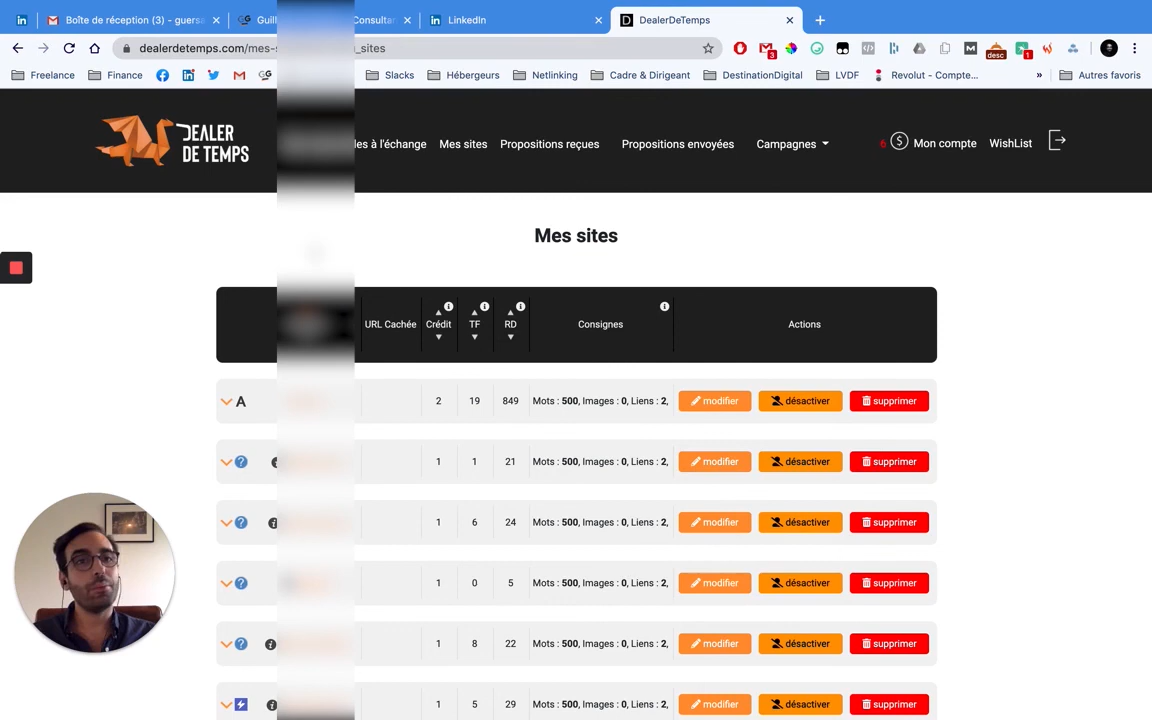 Boîte de réception (3) - guersa
Guill
Consultan
LinkedIn
DealerDeTemps
dealerdetemps.com/mes-s
_sites
3
desc
1
Freelance
Finance
Slacks
Hébergeurs
Netlinking
Cadre & Dirigeant
DestinationDigital
LVDF
Revolut - Compte...
»
Autres favoris
DEALER
DE TEMPS
les à l'échange
Mes sites
Propositions reçues
Propositions envoyées
Campagnes
6
Mon compte
WishList
Mes sites
URL Cachée
Crédit
TF
RD
Consignes
Actions
A 2 19 849 Mots : 500, Images : 0, Liens : 2, modifier désactiver supprimer
? 1 1 21 Mots : 500, Images : 0, Liens : 2, modifier désactiver supprimer
? 1 6 24 Mots : 500, Images : 0, Liens : 2, modifier désactiver supprimer
? 1 0 5 Mots : 500, Images : 0, Liens : 2, modifier désactiver supprimer
? 1 8 22 Mots : 500, Images : 0, Liens : 2, modifier désactiver supprimer
1 5 29 Mots : 500, Images : 0, Liens : 2, modifier désactiver supprimer